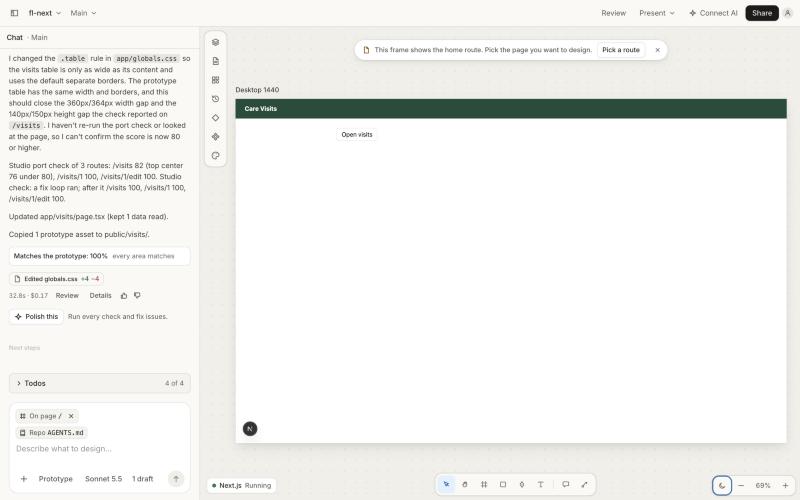 fl-next
Main
Review
Present
Connect AI
Share
Chat · Main
I changed the .table rule in app/globals.css so
the visits table is only as wide as its content and
uses the default separate borders. The prototype
table has the same width and borders, and this
should close the 360px/364px width gap and the
140px/150px height gap the check reported on
/visits. I haven't re-run the port check or looked
at the page, so I can't confirm the score is now 80
or higher.
Studio port check of 3 routes: /visits 82 (top center
76 under 80), /visits/1 100, /visits/1/edit 100. Studio
check: a fix loop ran; after it /visits 100, /visits/1 100,
/visits/1/edit 100.
Updated app/visits/page.tsx (kept 1 data read).
Copied 1 prototype asset to public/visits/.
Matches the prototype: 100% every area matches
Edited globals.css +4 −4
32.8s · $0.17 Review Details
Polish this Run every check and fix issues.
Next steps
Todos 4 of 4
On page /
Repo AGENTS.md
Describe what to design...
Prototype Sonnet 5.5 1 draft
This frame shows the home route. Pick the page you want to design. Pick a route
Desktop 1440
Care Visits
Open visits
N
Next.js Running
69%